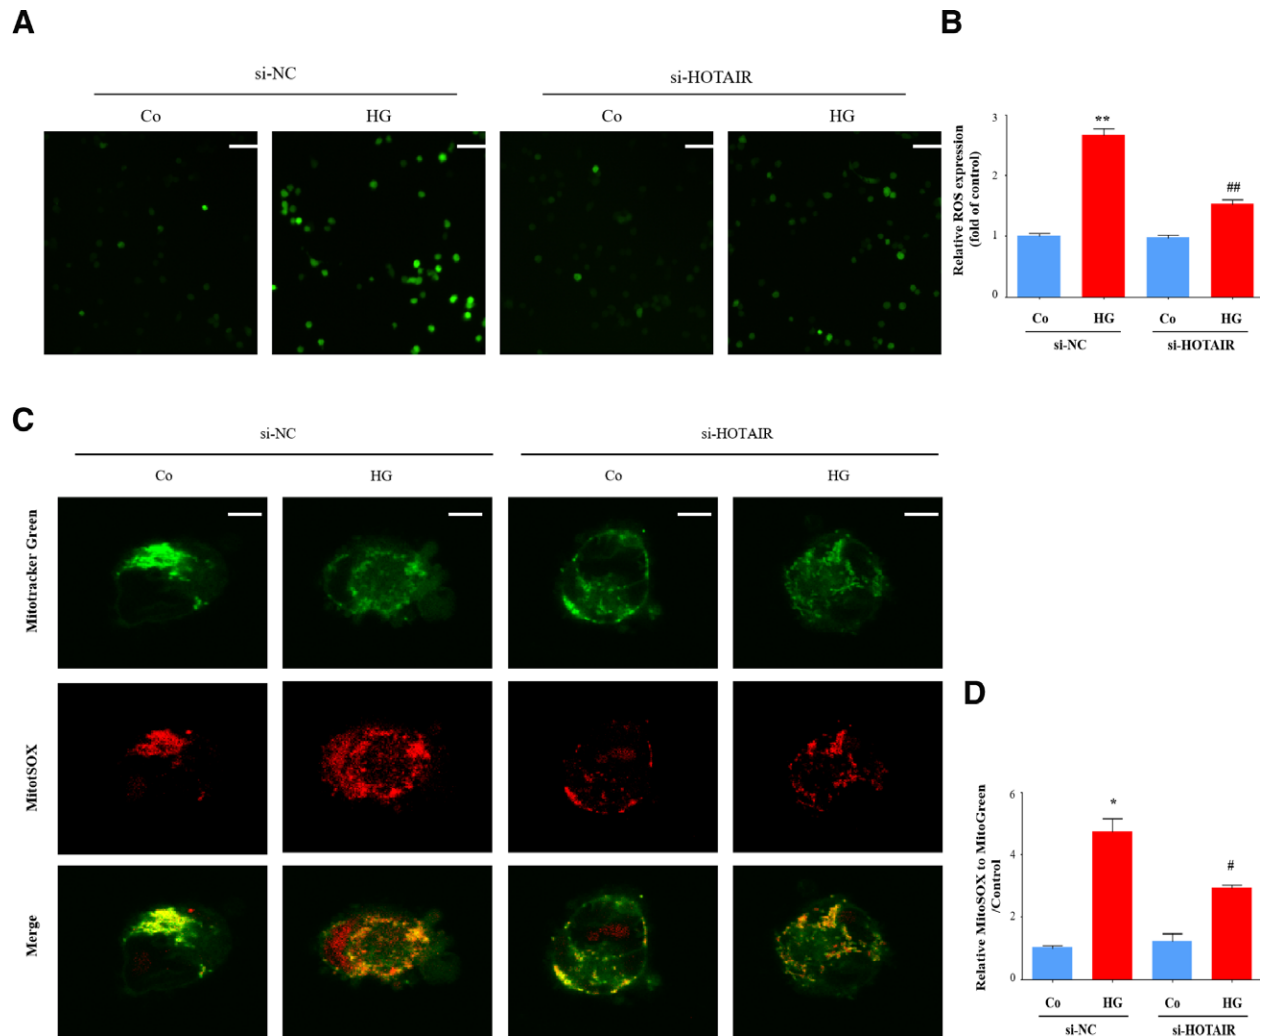 A
B
si-NC
si-HOTAIR
Co
HG
Co
HG
Relative ROS expression
(fold of control)
3
2
1
0
**
##
Co
HG
Co
HG
si-NC
si-HOTAIR
C
si-NC
si-HOTAIR
Co
HG
Co
HG
Mitotracker Green
MitotSOX
Merge
D
Relative MitoSOX to MitoGreen
/Control
6
4
2
0
*
#
Co
HG
Co
HG
si-NC
si-HOTAIR